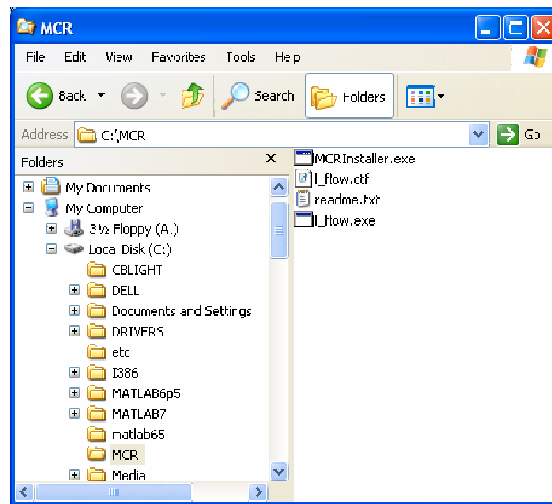 MCR
File Edit View Favorites Tools Help
Back Search Folders
Address C:\MCR Go
Folders x
MCRInstaller.exe
l_flow.ctf
readme.txt
l_flow.exe
My Documents
My Computer
3½ Floppy (A:)
Local Disk (C:)
CBLIGHT
DELL
Documents and Settings
DRIVERS
etc
I386
MATLAB6p5
MATLAB7
matlab65
MCR
Media